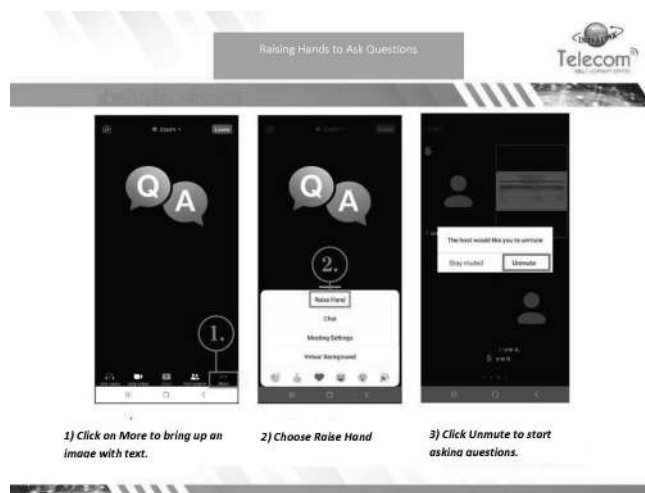 Raising Hands to Ask Questions
Telecom
Zoom
Leave
Q
A
1.
More
Q
A
2.
Raise Hand
Chat
Meeting Settings
Virtual Background
The host would like you to unmute
Stay muted
Unmute
1) Click on More to bring up an
image with text.
2) Choose Raise Hand
3) Click Unmute to start
asking questions.